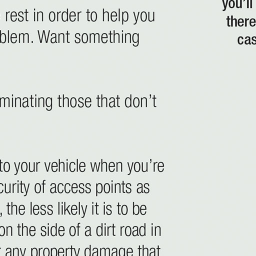 rest in order to help you
blem. Want something
minating those that don't
to your vehicle when you're
curity of access points as
, the less likely it is to be
on the side of a dirt road in
any property damage that
you'll
there
cas